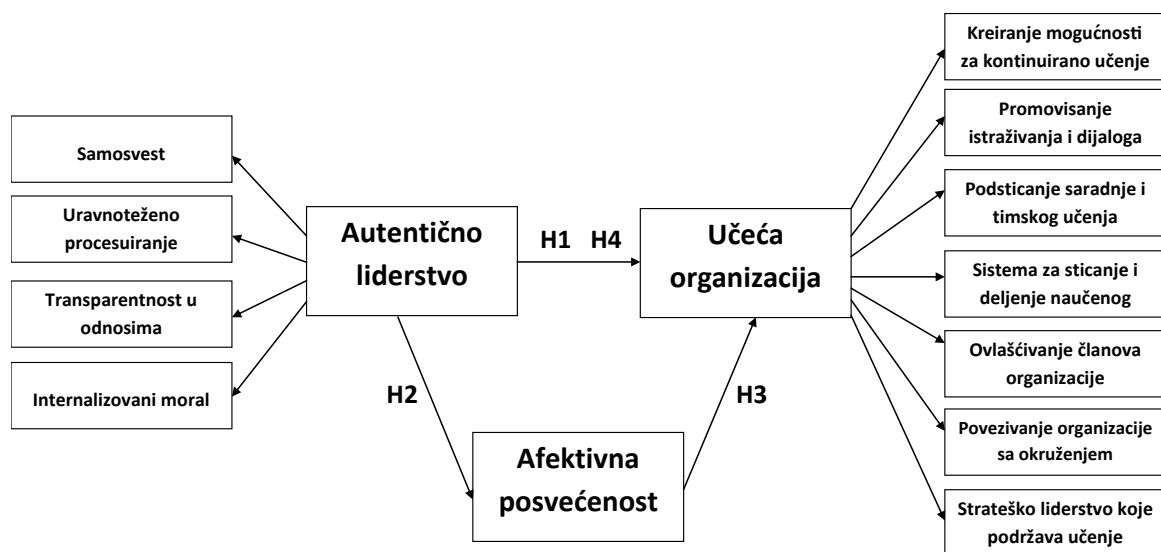 Samosvest
Uravnoteženo
procesuiranje
Transparentnost u
odnosima
Internalizovani moral
Autentično
liderstvo
H1 H4
H2
Afektivna
posvećenost
H3
Učeća
organizacija
Kreiranje mogućnosti
za kontinuirano učenje
Promovisanje
istraživanja i dijaloga
Podsticanje saradnje i
timskog učenja
Sistema za sticanje i
deljenje naučenog
Ovlašćivanje članova
organizacije
Povezivanje organizacije
sa okruženjem
Strateško liderstvo koje
podržava učenje